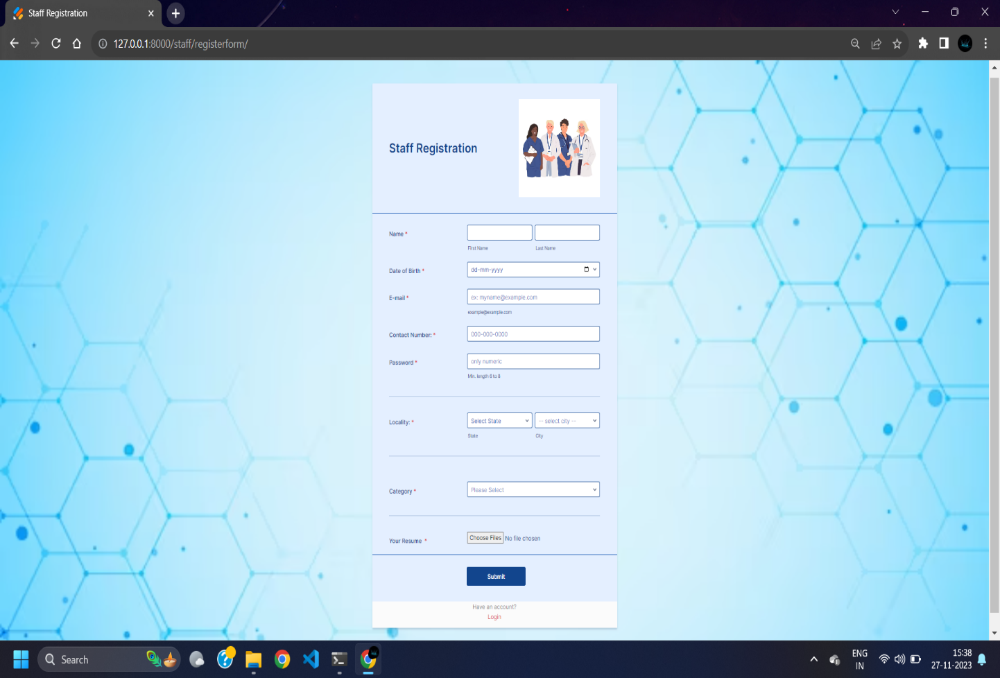 Staff Registration
127.0.0.1:8000/staff/registerform/
Staff Registration
Name *
First Name
Last Name
Date of Birth *
dd-mm-yyyy
E-mail *
ex: myname@example.com
example@example.com
Contact Number: *
000-000-0000
Password *
only numeric
Min. length 6 to 8
Locality: *
Select State
-- select city --
State
City
Category *
Please Select
Your Resume *
Choose Files No file chosen
Submit
Have an account?
Login
Search
ENG
IN
15:38
27-11-2023